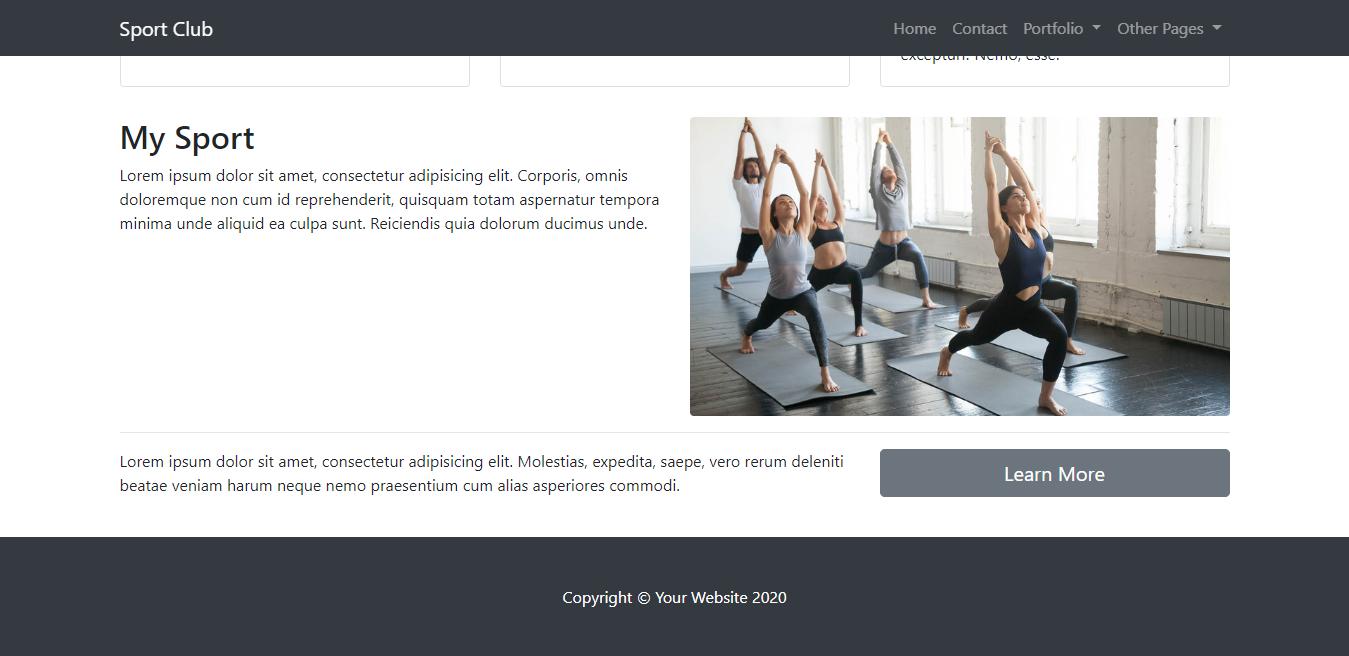 Sport Club
Home Contact Portfolio Other Pages
excepturi. Nemo, esse.
My Sport
Lorem ipsum dolor sit amet, consectetur adipisicing elit. Corporis, omnis
doloremque non cum id reprehenderit, quisquam totam aspernatur tempora
minima unde aliquid ea culpa sunt. Reiciendis quia dolorum ducimus unde.
Lorem ipsum dolor sit amet, consectetur adipisicing elit. Molestias, expedita, saepe, vero rerum deleniti
beatae veniam harum neque nemo praesentium cum alias asperiores commodi.
Learn More
Copyright © Your Website 2020